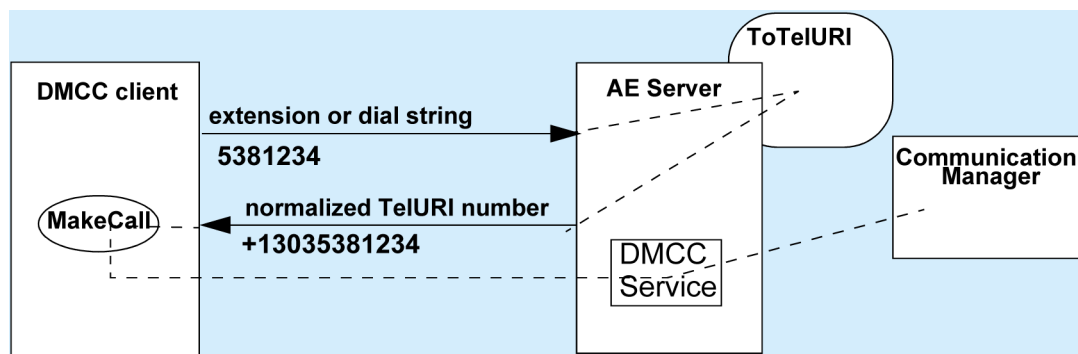 ToTelURI
DMCC client
AE Server
extension or dial string
5381234
Communication
Manager
MakeCall
normalized TelURI number
+13035381234
DMCC
Service